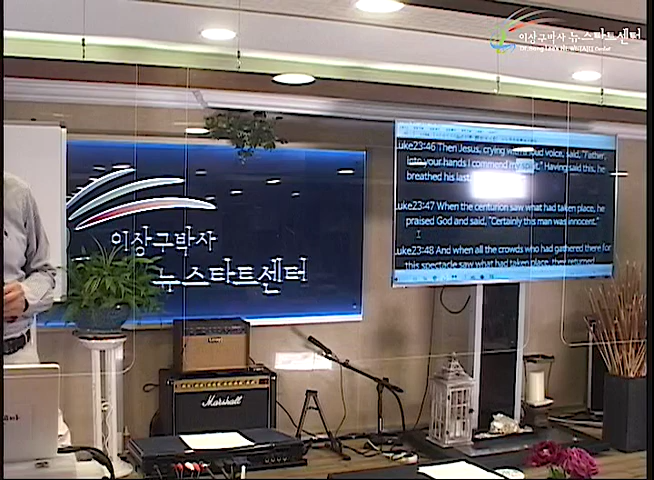 이상구박사 뉴스타트센터
이상구박사
뉴스타트센터
Luke23:46 Then Jesus, crying with a loud voice, said, "Father,
into your hands I commend my spirit." Having said this, he
breathed his last.
Luke23:47 When the centurion saw what had taken place, he
praised God and said, "Certainly this man was innocent."
Luke23:48 And when all the crowds who had gathered there for
this spectacle saw what had taken place, they returned
Marshall